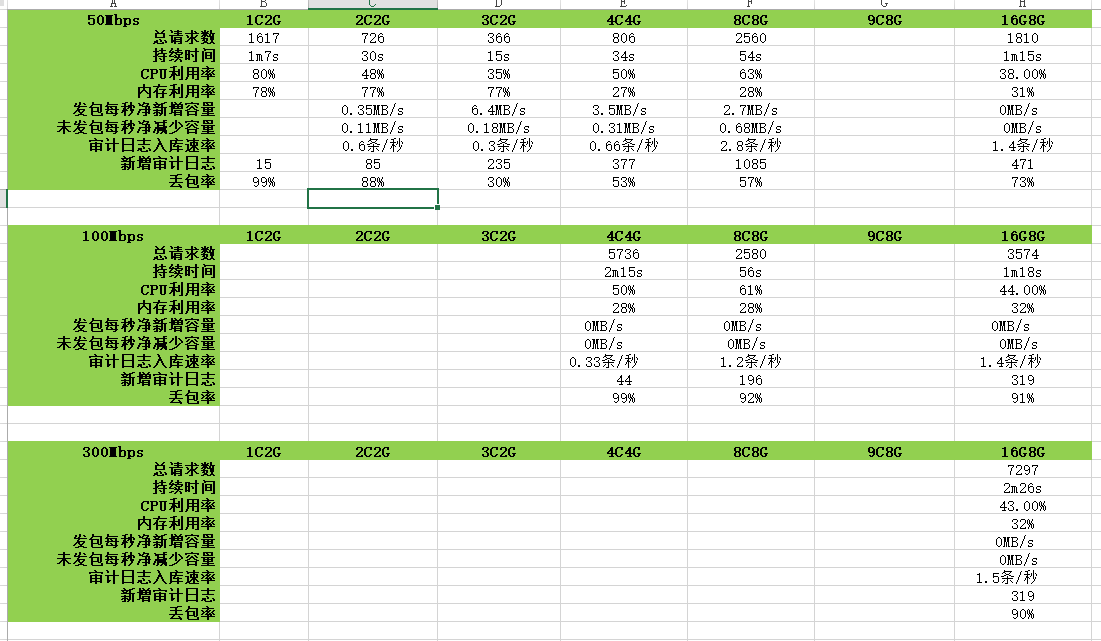 A B C D E F G H
50Mbps 1C2G 2C2G 3C2G 4C4G 8C8G 9C8G 16G8G
总请求数 1617 726 366 806 2560 1810
持续时间 1m7s 30s 15s 34s 54s 1m15s
CPU利用率 80% 48% 35% 50% 63% 38.00%
内存利用率 78% 77% 77% 27% 28% 31%
发包每秒净新增容量 0.35MB/s 6.4MB/s 3.5MB/s 2.7MB/s 0MB/s
未发包每秒净减少容量 0.11MB/s 0.18MB/s 0.31MB/s 0.68MB/s 0MB/s
审计日志入库速率 0.6条/秒 0.3条/秒 0.66条/秒 2.8条/秒 1.4条/秒
新增审计日志 15 85 235 377 1085 471
丢包率 99% 88% 30% 53% 57% 73%
100Mbps 1C2G 2C2G 3C2G 4C4G 8C8G 9C8G 16G8G
总请求数 5736 2580 3574
持续时间 2m15s 56s 1m18s
CPU利用率 50% 61% 44.00%
内存利用率 28% 28% 32%
发包每秒净新增容量 0MB/s 0MB/s 0MB/s
未发包每秒净减少容量 0MB/s 0MB/s 0MB/s
审计日志入库速率 0.33条/秒 1.2条/秒 1.4条/秒
新增审计日志 44 196 319
丢包率 99% 92% 91%
300Mbps 1C2G 2C2G 3C2G 4C4G 8C8G 9C8G 16G8G
总请求数 7297
持续时间 2m26s
CPU利用率 43.00%
内存利用率 32%
发包每秒净新增容量 0MB/s
未发包每秒净减少容量 0MB/s
审计日志入库速率 1.5条/秒
新增审计日志 319
丢包率 90%